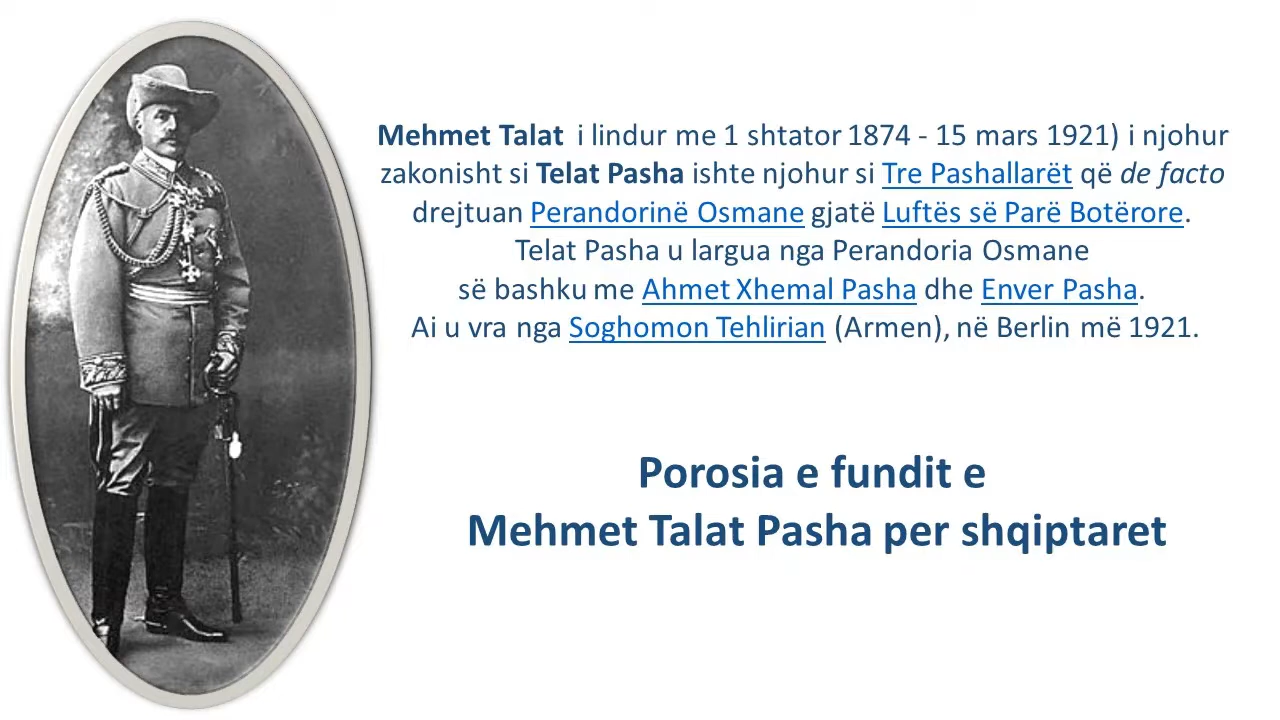 Mehmet Talat i lindur me 1 shtator 1874 - 15 mars 1921) i njohur
zakonisht si Telat Pasha ishte njohur si Tre Pashallarët që de facto
drejtuan Perandorinë Osmane gjatë Luftës së Parë Botërore.
Telat Pasha u largua nga Perandoria Osmane
së bashku me Ahmet Xhemal Pasha dhe Enver Pasha.
Ai u vra nga Soghomon Tehlirian (Armen), në Berlin më 1921.
Porosia e fundit e
Mehmet Talat Pasha per shqiptaret